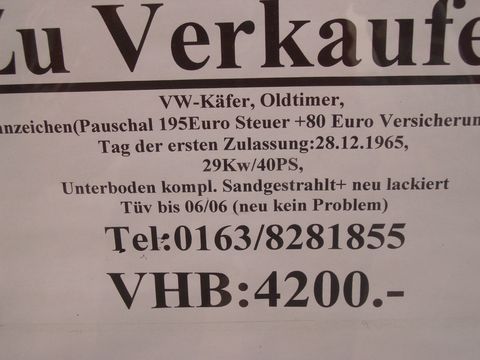 Zu Verkaufe
VW-Käfer, Oldtimer,
nnzeichen(Pauschal 195Euro Steuer +80 Euro Versicherun
Tag der ersten Zulassung:28.12.1965,
29Kw/40PS,
Unterboden kompl. Sandgestrahlt+ neu lackiert
Tüv bis 06/06 (neu kein Problem)
Tel:0163/8281855
VHB:4200.-